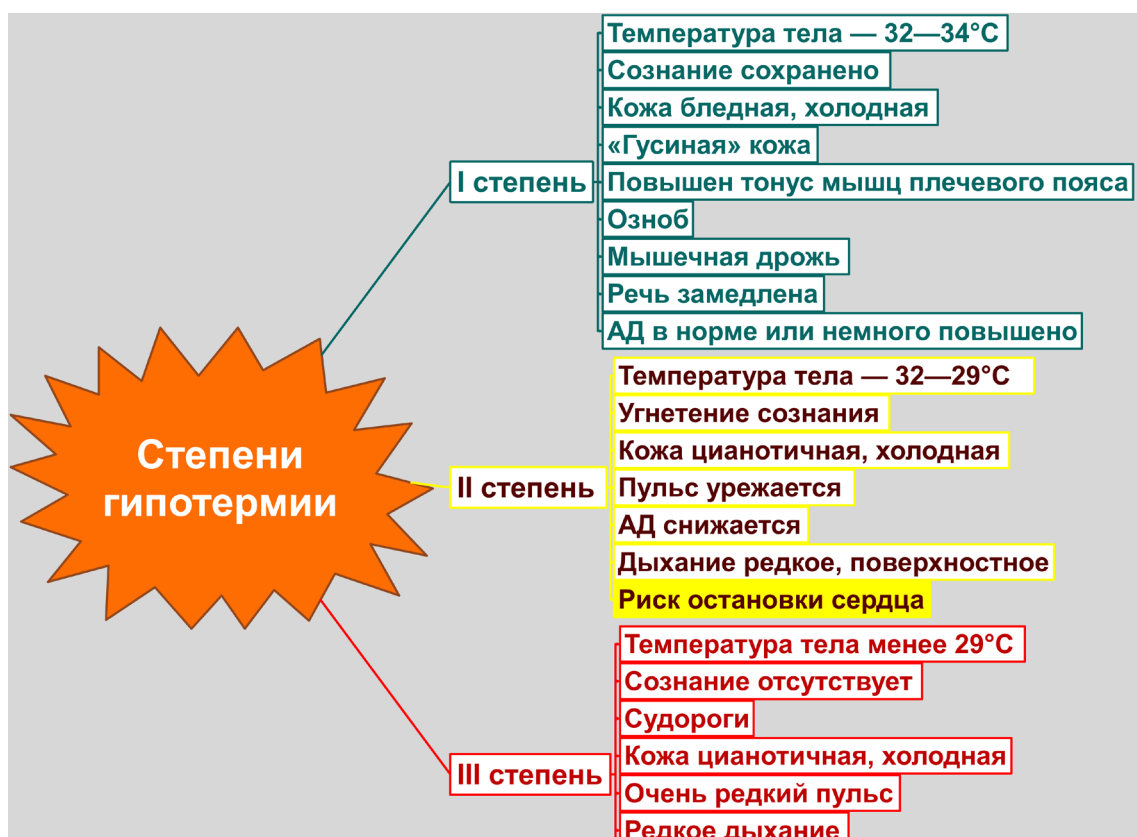 Степени
гипотермии
I степень
Температура тела — 32—34°C
Сознание сохранено
Кожа бледная, холодная
«Гусиная» кожа
Повышен тонус мышц плечевого пояса
Озноб
Мышечная дрожь
Речь замедлена
АД в норме или немного повышено
II степень
Температура тела — 32—29°C
Угнетение сознания
Кожа цианотичная, холодная
Пульс урежается
АД снижается
Дыхание редкое, поверхностное
Риск остановки сердца
III степень
Температура тела менее 29°C
Сознание отсутствует
Судороги
Кожа цианотичная, холодная
Очень редкий пульс
Редкое дыхание